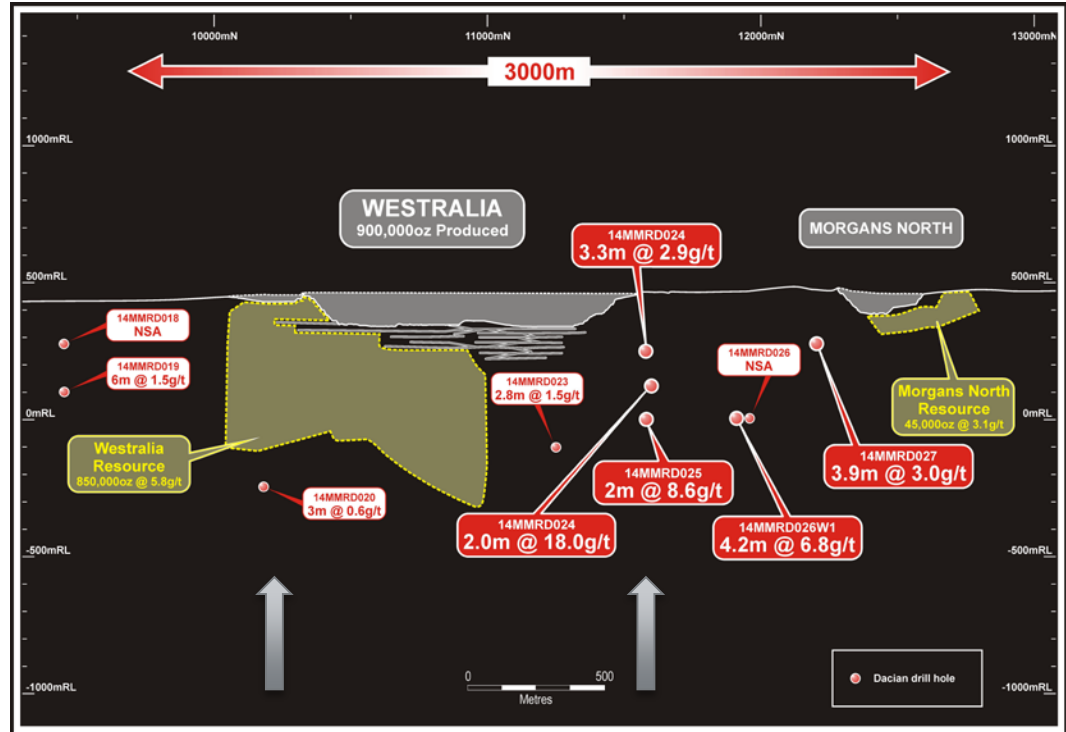 10000mN
11000mN
12000mN
13000mN
3000m
1000mRL
1000mRL
WESTRALIA
900,000oz Produced
MORGANS NORTH
14MMRD024
3.3m @ 2.9g/t
500mRL
500mRL
14MMRD018
NSA
14MMRD019
6m @ 1.5g/t
14MMRD023
2.8m @ 1.5g/t
14MMRD026
NSA
Morgans North
Resource
45,000oz @ 3.1g/t
0mRL
0mRL
Westralia
Resource
850,000oz @ 5.8g/t
14MMRD020
3m @ 0.6g/t
14MMRD024
2.0m @ 18.0g/t
14MMRD025
2m @ 8.6g/t
14MMRD026W1
4.2m @ 6.8g/t
14MMRD027
3.9m @ 3.0g/t
-500mRL
-500mRL
0
500
Metres
Dacian drill hole
-1000mRL
-1000mRL